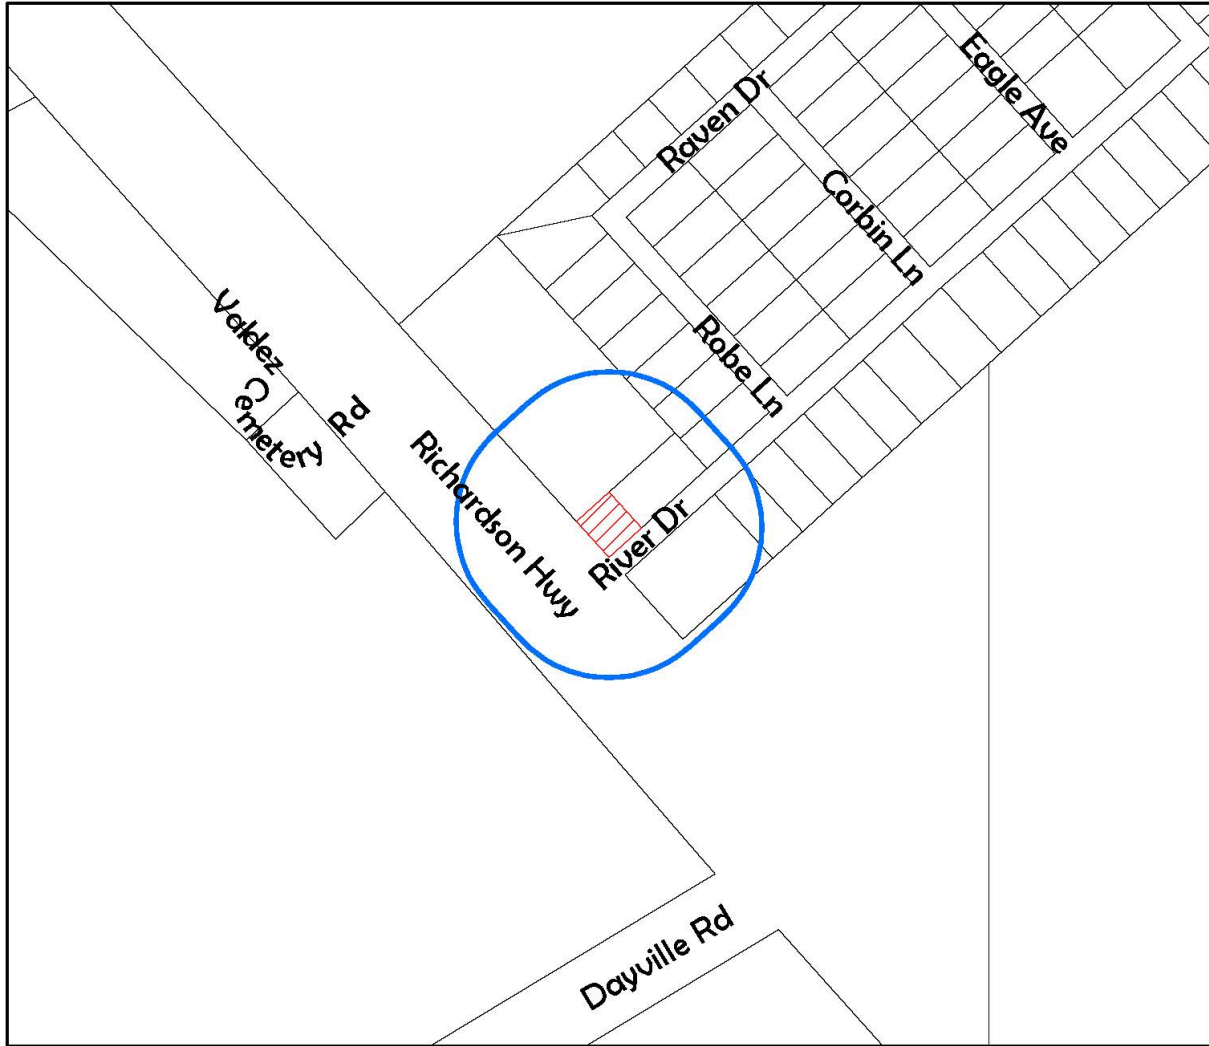 Eagle Ave
Raven Dr
Corbin Ln
Robe Ln
Valdez
Cemetery
Rd
Richardson Hwy
River Dr
Dayville Rd